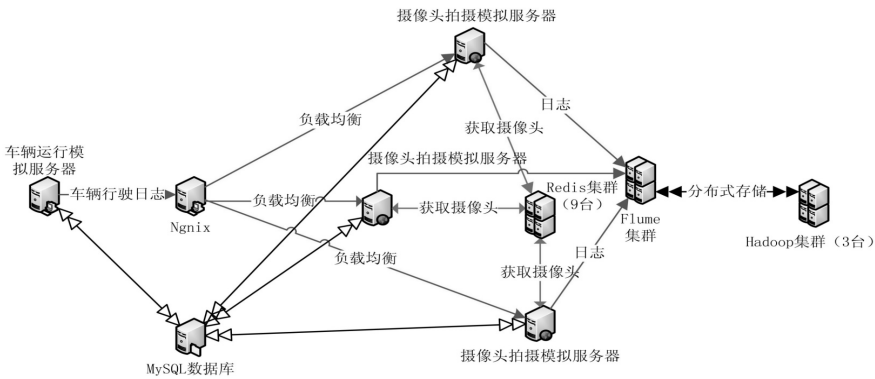 摄像头拍摄模拟服务器
日志
负载均衡
获取摄像头
车辆运行模
拟服务器
摄像头拍摄模拟服务器
车辆行驶日志
负载均衡
Redis集群
(9台)
分布式存储
获取摄像头
Ngnix
Flume
集群
Hadoop集群(3台)
负载均衡
日志
获取摄像头
摄像头拍摄模拟服务器
MySQL数据库